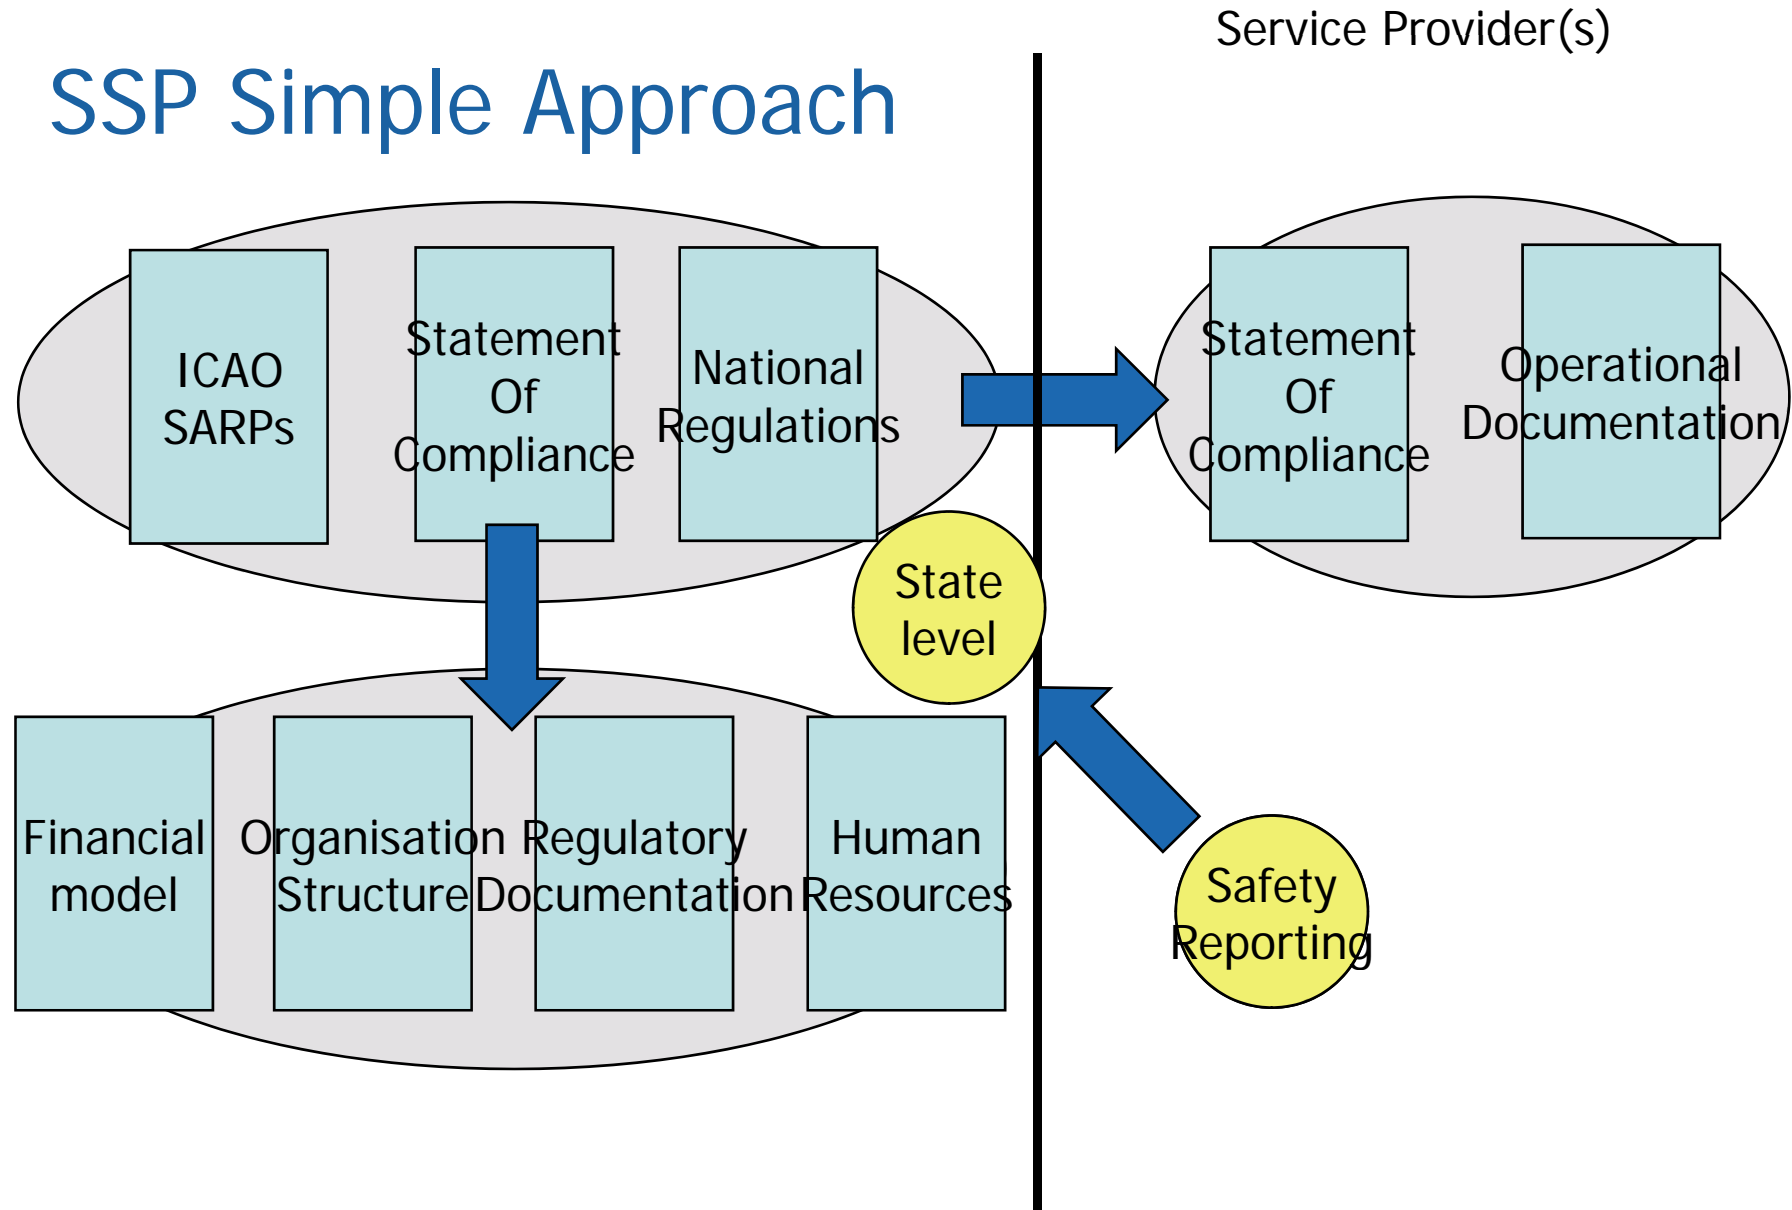 Service Provider(s)
SSP Simple Approach
ICAO
SARPs
Statement
Of
Compliance
National
Regulations
Statement
Of
Compliance
Operational
Documentation
State
level
Financial
model
Organisation
Structure
Regulatory
Documentation
Human
Resources
Safety
Reporting